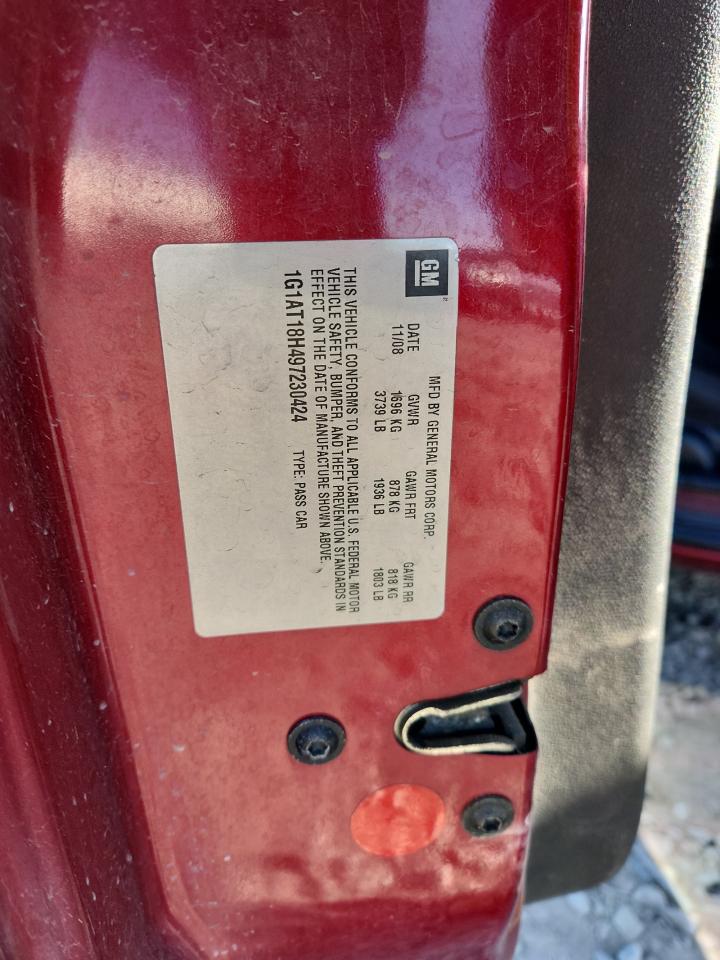 GM
MFD BY GENERAL MOTORS CORP.
DATE GVWR GAWR FRT GAWR RR
11/08 1696 KG 878 KG 818 KG
3739 LB 1936 LB 1803 LB
THIS VEHICLE CONFORMS TO ALL APPLICABLE U.S. FEDERAL MOTOR
VEHICLE SAFETY, BUMPER, AND THEFT PREVENTION STANDARDS IN
EFFECT ON THE DATE OF MANUFACTURE SHOWN ABOVE.
1G1AT18H497230424 TYPE: PASS CAR